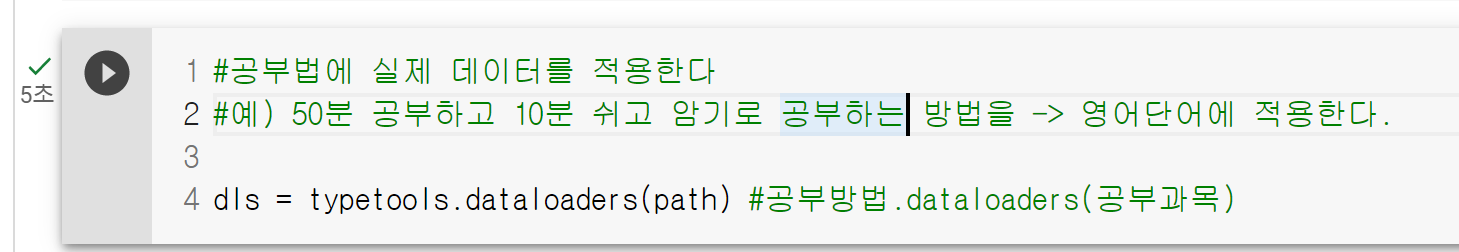 1 #공부법에 실제 데이터를 적용한다
2 #예) 50분 공부하고 10분 쉬고 암기로 공부하는 방법을 -> 영어단어에 적용한다.
5초
3
4 dls = typetools.dataloaders(path) #공부방법.dataloaders(공부과목)